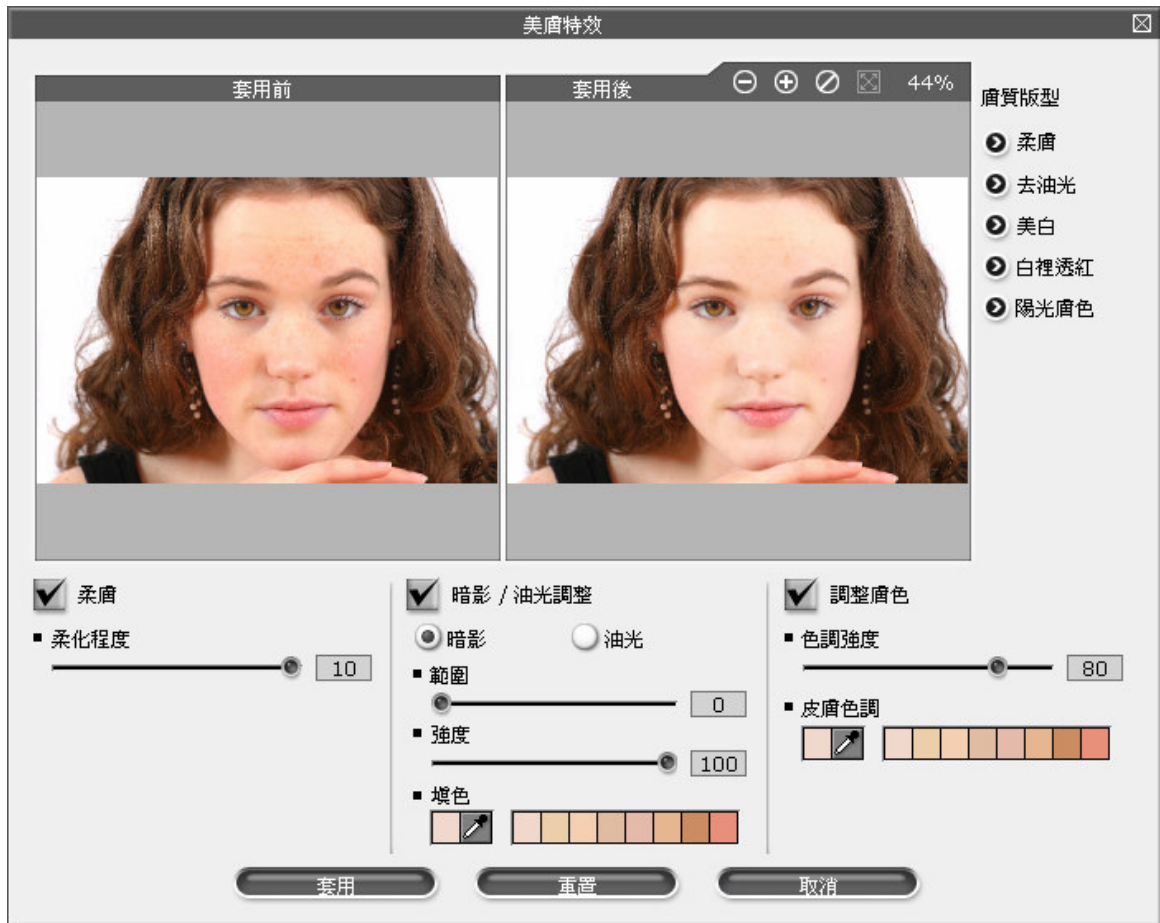 美膚特效
套用前
套用後
44%
膚質版型
柔膚
去油光
美白
白裡透紅
陽光膚色
柔膚
柔化程度
10
暗影 / 油光調整
暗影
油光
範圍
0
強度
100
填色
調整膚色
色調強度
80
皮膚色調
套用
重置
取消